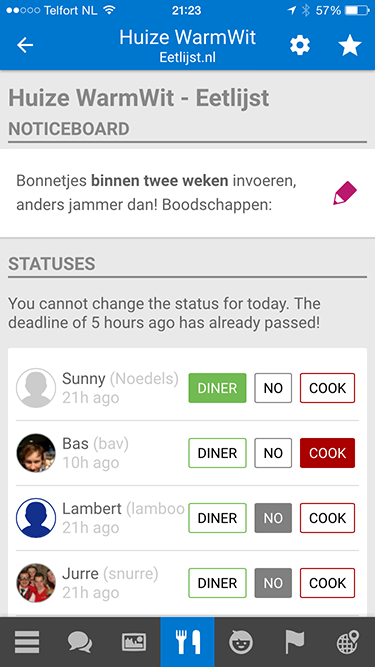 Telfort NL 21:23 57%
Huize WarmWit
Eetlijst.nl
Huize WarmWit - Eetlijst
NOTICEBOARD
Bonnetjes binnen twee weken invoeren,
anders jammer dan! Boodschappen:
STATUSES
You cannot change the status for today. The
deadline of 5 hours ago has already passed!
Sunny (Noedels) DINER NO COOK
21h ago
Bas (bav) DINER NO COOK
10h ago
Lambert (lamboo DINER NO COOK
21h ago
Jurre (snurre) DINER NO COOK
21h ago